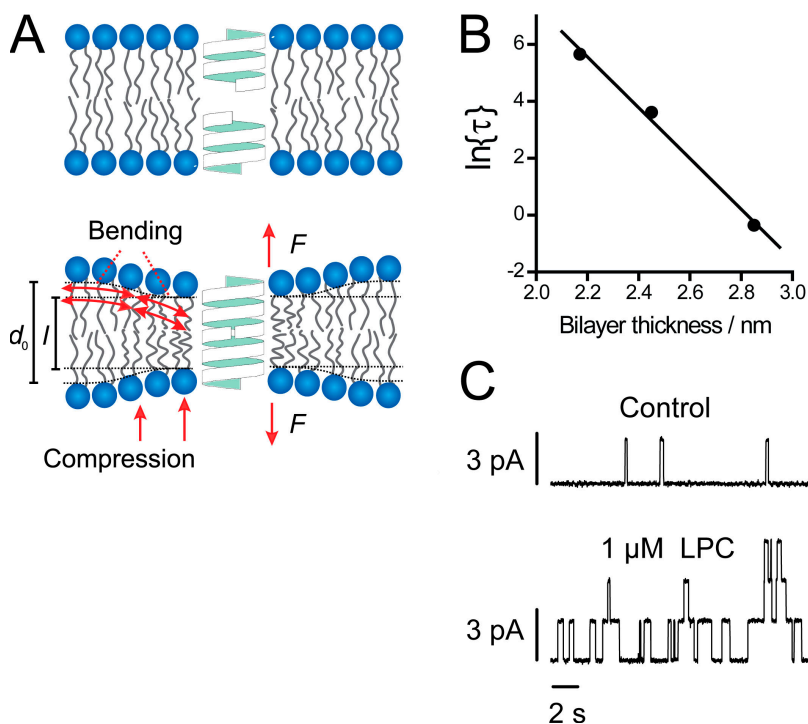 A
Bending
F
d₀
l
F
Compression
B
ln{τ}
6
4
2
0
-2
2.0 2.2 2.4 2.6 2.8 3.0
Bilayer thickness / nm
C
Control
3 pA
1 µM LPC
3 pA
2 s